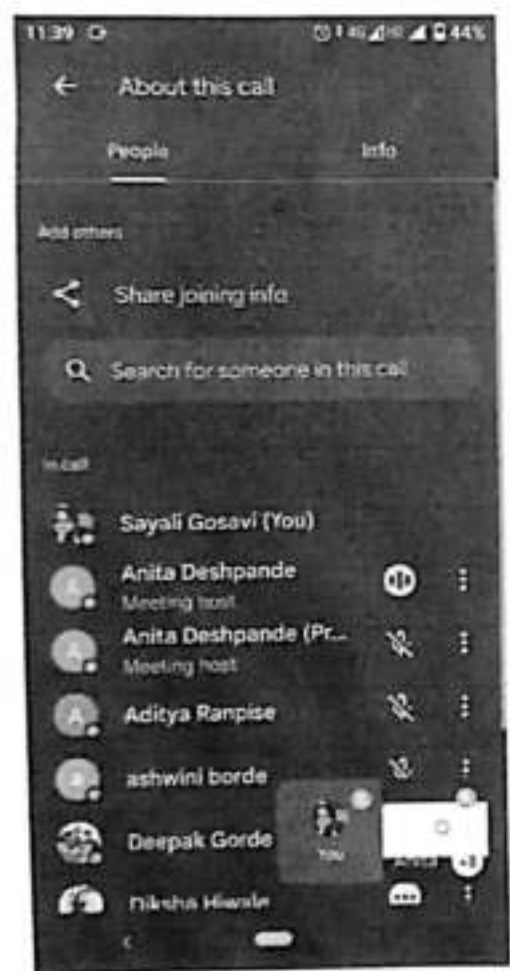 11:39
4G 44%
About this call
People Info
Add others
Share joining info
Search for someone in this call
In call
Sayali Gosavi (You)
Anita Deshpande
Meeting host
Anita Deshpande (Pr...
Meeting host
A Aditya Ranpise
a ashwini borde
Deepak Gorde
You
Anita
Diksha Hiwale